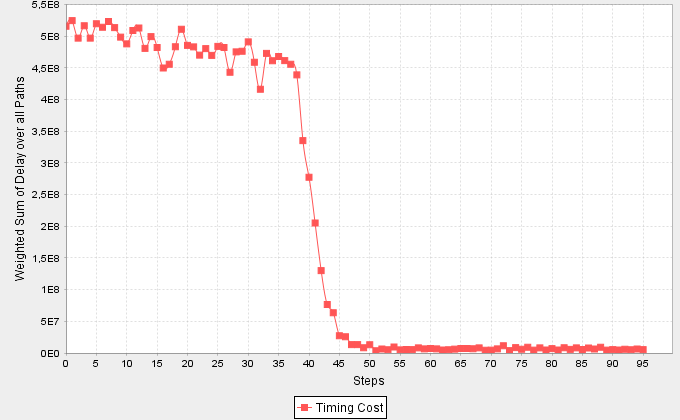 5,5E8
5E8
4,5E8
4E8
3,5E8
3E8
2,5E8
2E8
1,5E8
1E8
5E7
0E0
Weighted Sum of Delay over all Paths
0 5 10 15 20 25 30 35 40 45 50 55 60 65 70 75 80 85 90 95
Steps
Timing Cost